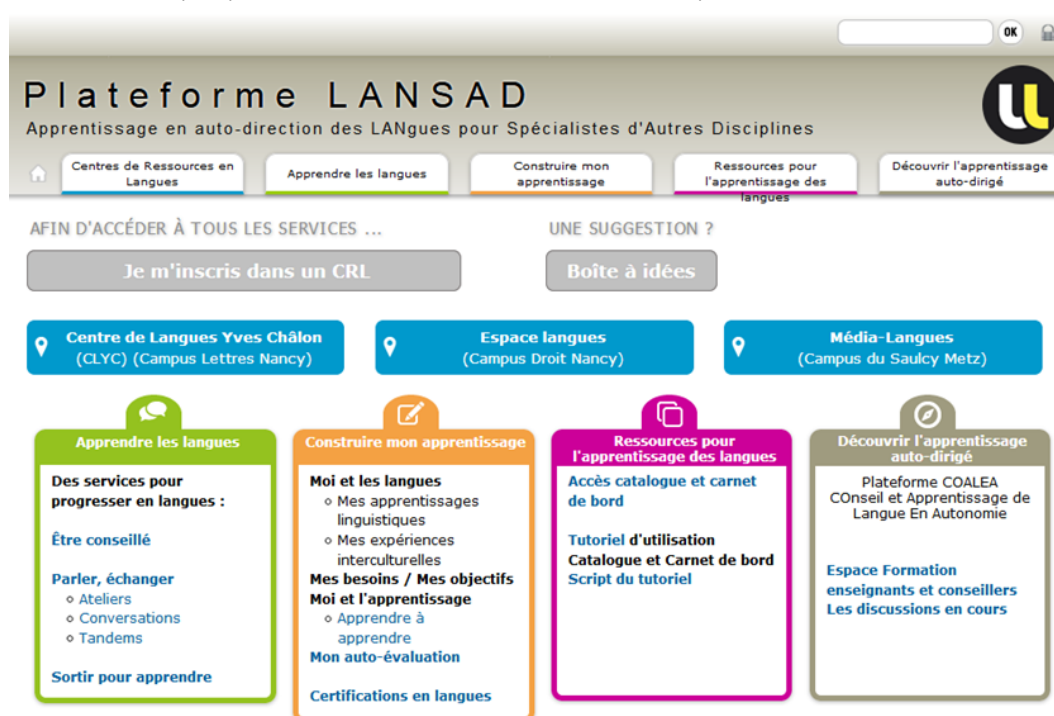 OK
Plateforme LANSAD
Apprentissage en auto-direction des LANgues pour Spécialistes d'Autres Disciplines
Centres de Ressources en
Langues
Apprendre les langues
Construire mon
apprentissage
Ressources pour
l'apprentissage des
langues
Découvrir l'apprentissage
auto-dirigé
AFIN D'ACCÉDER À TOUS LES SERVICES ...
Je m'inscris dans un CRL
UNE SUGGESTION ?
Boîte à idées
Centre de Langues Yves Châlon
(CLYC) (Campus Lettres Nancy)
Espace langues
(Campus Droit Nancy)
Média-Langues
(Campus du Saulcy Metz)
Apprendre les langues
Des services pour
progresser en langues :
Être conseillé
Parler, échanger
Ateliers
Conversations
Tandems
Sortir pour apprendre
Construire mon apprentissage
Moi et les langues
Mes apprentissages
linguistiques
Mes expériences
interculturelles
Mes besoins / Mes objectifs
Moi et l'apprentissage
Apprendre à
apprendre
Mon auto-évaluation
Certifications en langues
Ressources pour
l'apprentissage des langues
Accès catalogue et carnet
de bord
Tutoriel d'utilisation
Catalogue et Carnet de bord
Script du tutoriel
Découvrir l'apprentissage
auto-dirigé
Plateforme COALEA
COnseil et Apprentissage de
Langue En Autonomie
Espace Formation
enseignants et conseillers
Les discussions en cours